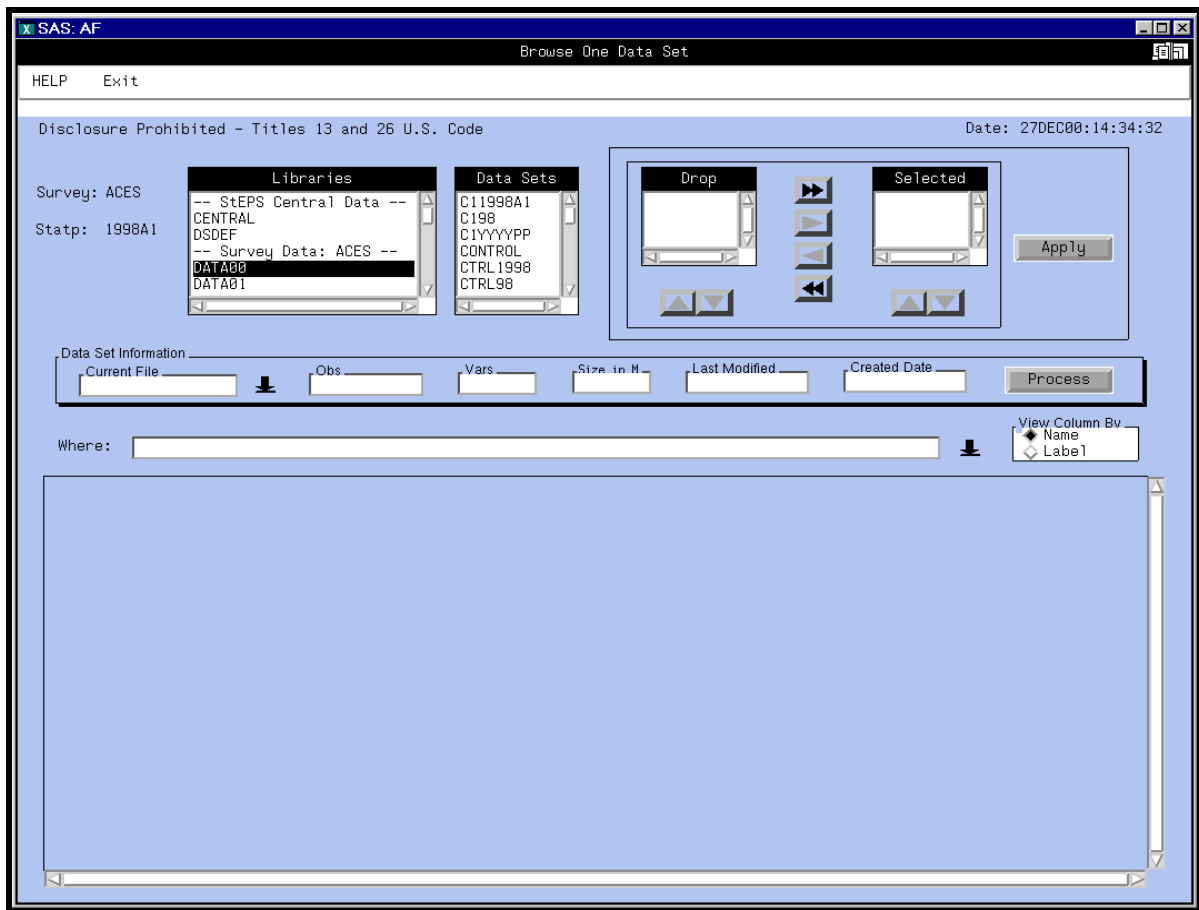 X SAS: AF
Browse One Data Set
HELP Exit
Disclosure Prohibited - Titles 13 and 26 U.S. Code
Date: 27DEC00:14:34:32
Survey: ACES
Statp: 1998A1
Libraries
-- StEPS Central Data --
CENTRAL
DSDEF
-- Survey Data: ACES --
DATA00
DATA01
Data Sets
C11998A1
C198
C1YYYYPP
CONTROL
CTRL1998
CTRL98
Drop
Selected
Apply
Data Set Information
Current File
Obs
Vars
Size in M
Last Modified
Created Date
Process
Where:
View Column By
Name
Label